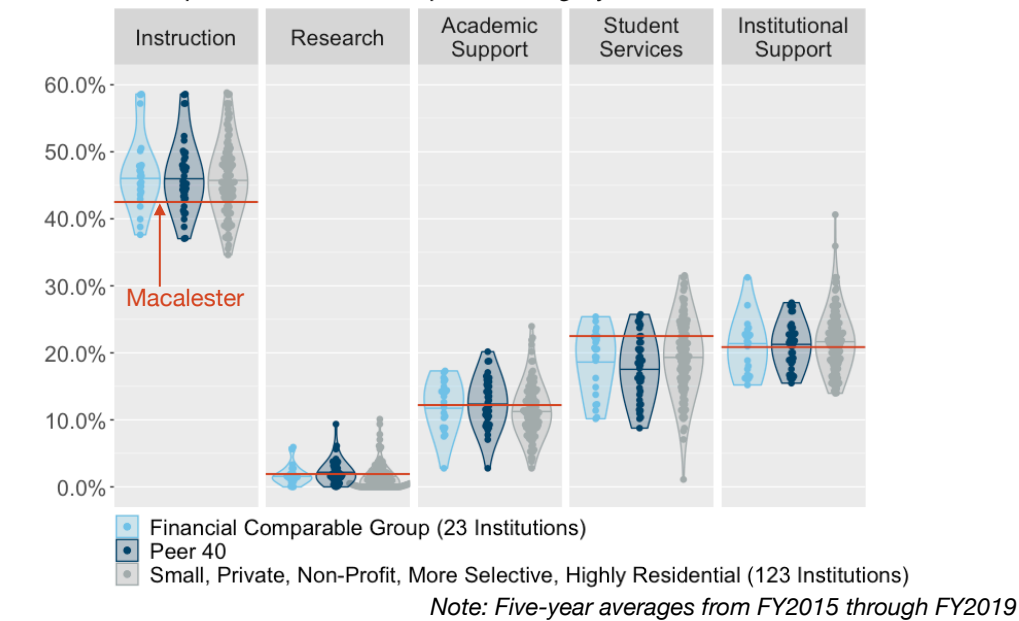 Instruction
Research
Academic
Support
Student
Services
Institutional
Support
60.0%
50.0%
40.0%
30.0%
20.0%
10.0%
0.0%
Macalester
Financial Comparable Group (23 Institutions)
Peer 40
Small, Private, Non-Profit, More Selective, Highly Residential (123 Institutions)
Note: Five-year averages from FY2015 through FY2019